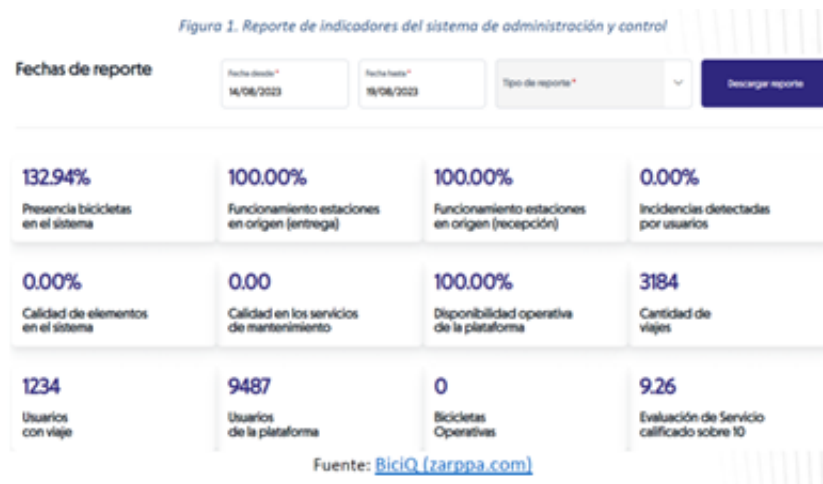 Figura 1. Reporte de indicadores del sistema de administración y control
Fechas de reporte
Fecha desde*
14/08/2023
Fecha hasta*
19/08/2023
Tipo de reporte*
Descargar reporte
132.94%
Presencia bicicletas
en el sistema
100.00%
Funcionamiento estaciones
en origen (entrega)
100.00%
Funcionamiento estaciones
en origen (recepción)
0.00%
Incidencias detectadas
por usuarios
0.00%
Calidad de elementos
en el sistema
0.00
Calidad en los servicios
de mantenimiento
100.00%
Disponibilidad operativa
de la plataforma
3184
Cantidad de
viajes
1234
Usuarios
con viaje
9487
Usuarios
de la plataforma
0
Bicicletas
Operativas
9.26
Evaluación de Servicio
calificado sobre 10
Fuente: BiciQ (zarppa.com)